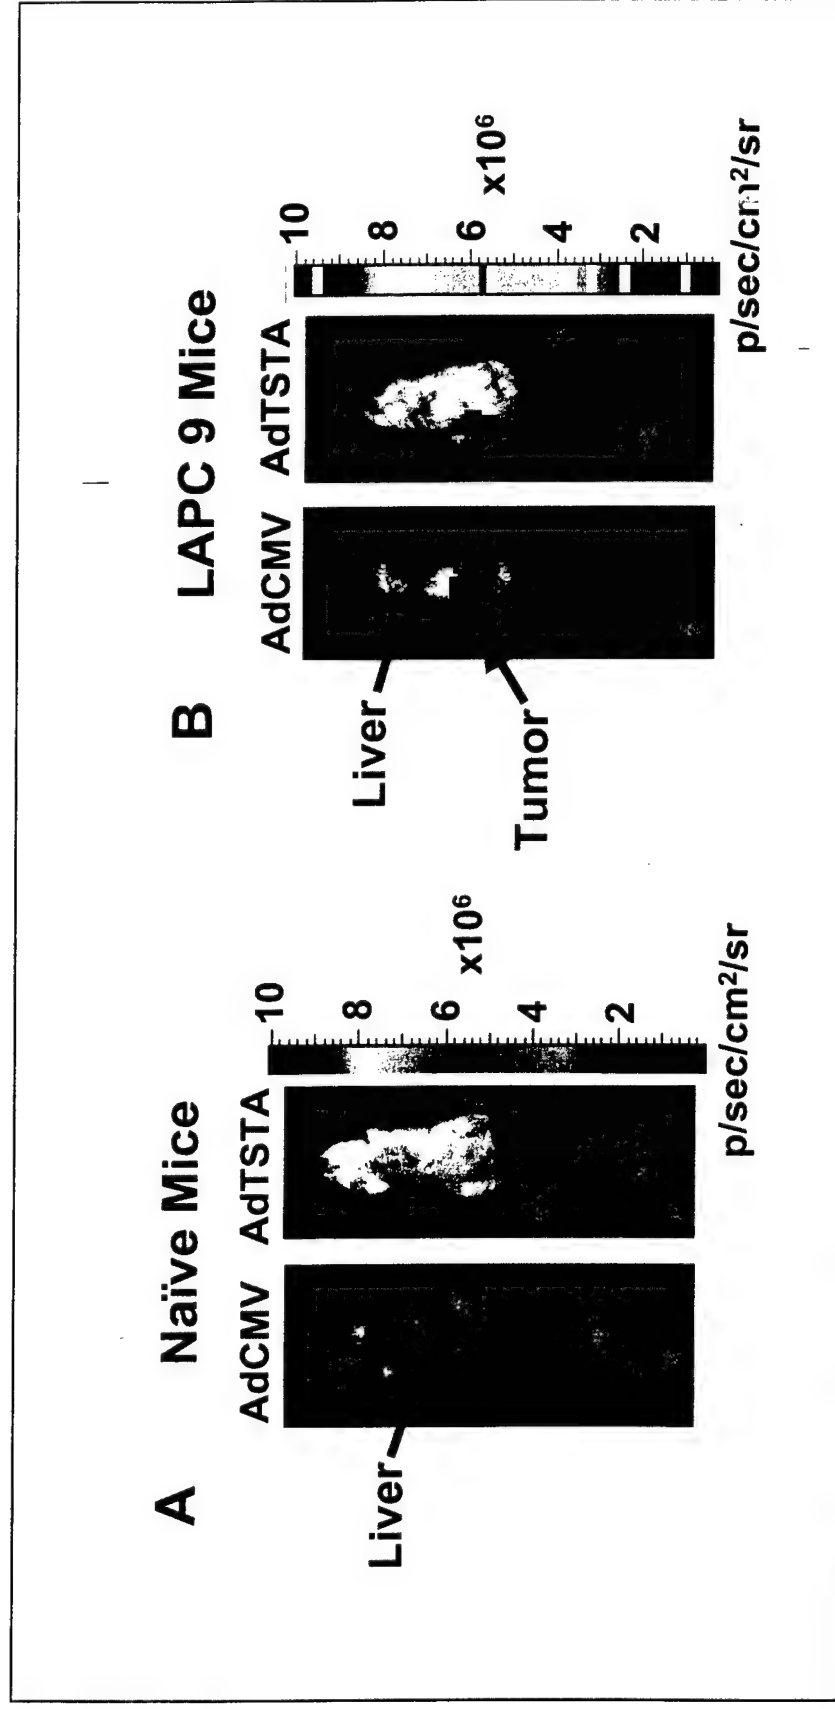 A
Naïve Mice
AdCMV
AdTSTA
Liver
10
8
6
4
2
x10⁶
p/sec/cm²/sr
B
LAPC 9 Mice
AdCMV
AdTSTA
Liver
Tumor
10
8
6
4
2
x10⁶
p/sec/cm²/sr